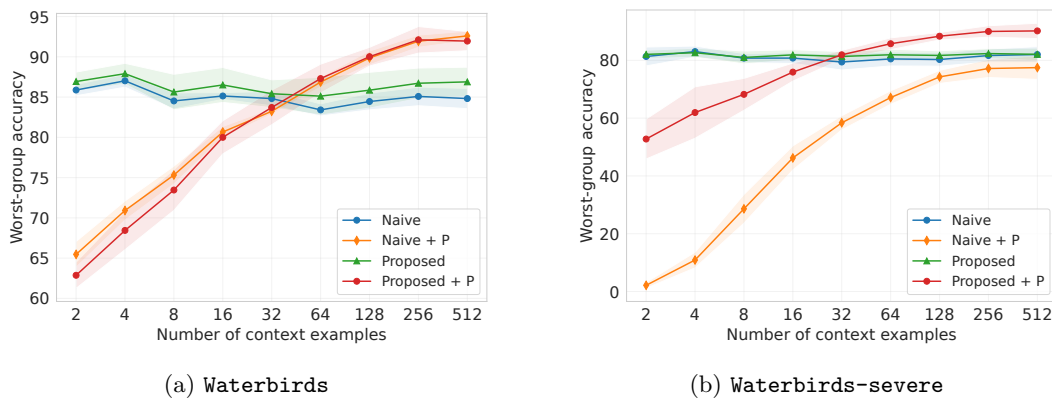 95
90
85
80
75
70
65
60
Worst-group accuracy
2 4 8 16 32 64 128 256 512
Number of context examples
Naive
Naive + P
Proposed
Proposed + P
(a) Waterbirds
80
60
40
20
0
Worst-group accuracy
2 4 8 16 32 64 128 256 512
Number of context examples
Naive
Naive + P
Proposed
Proposed + P
(b) Waterbirds-severe